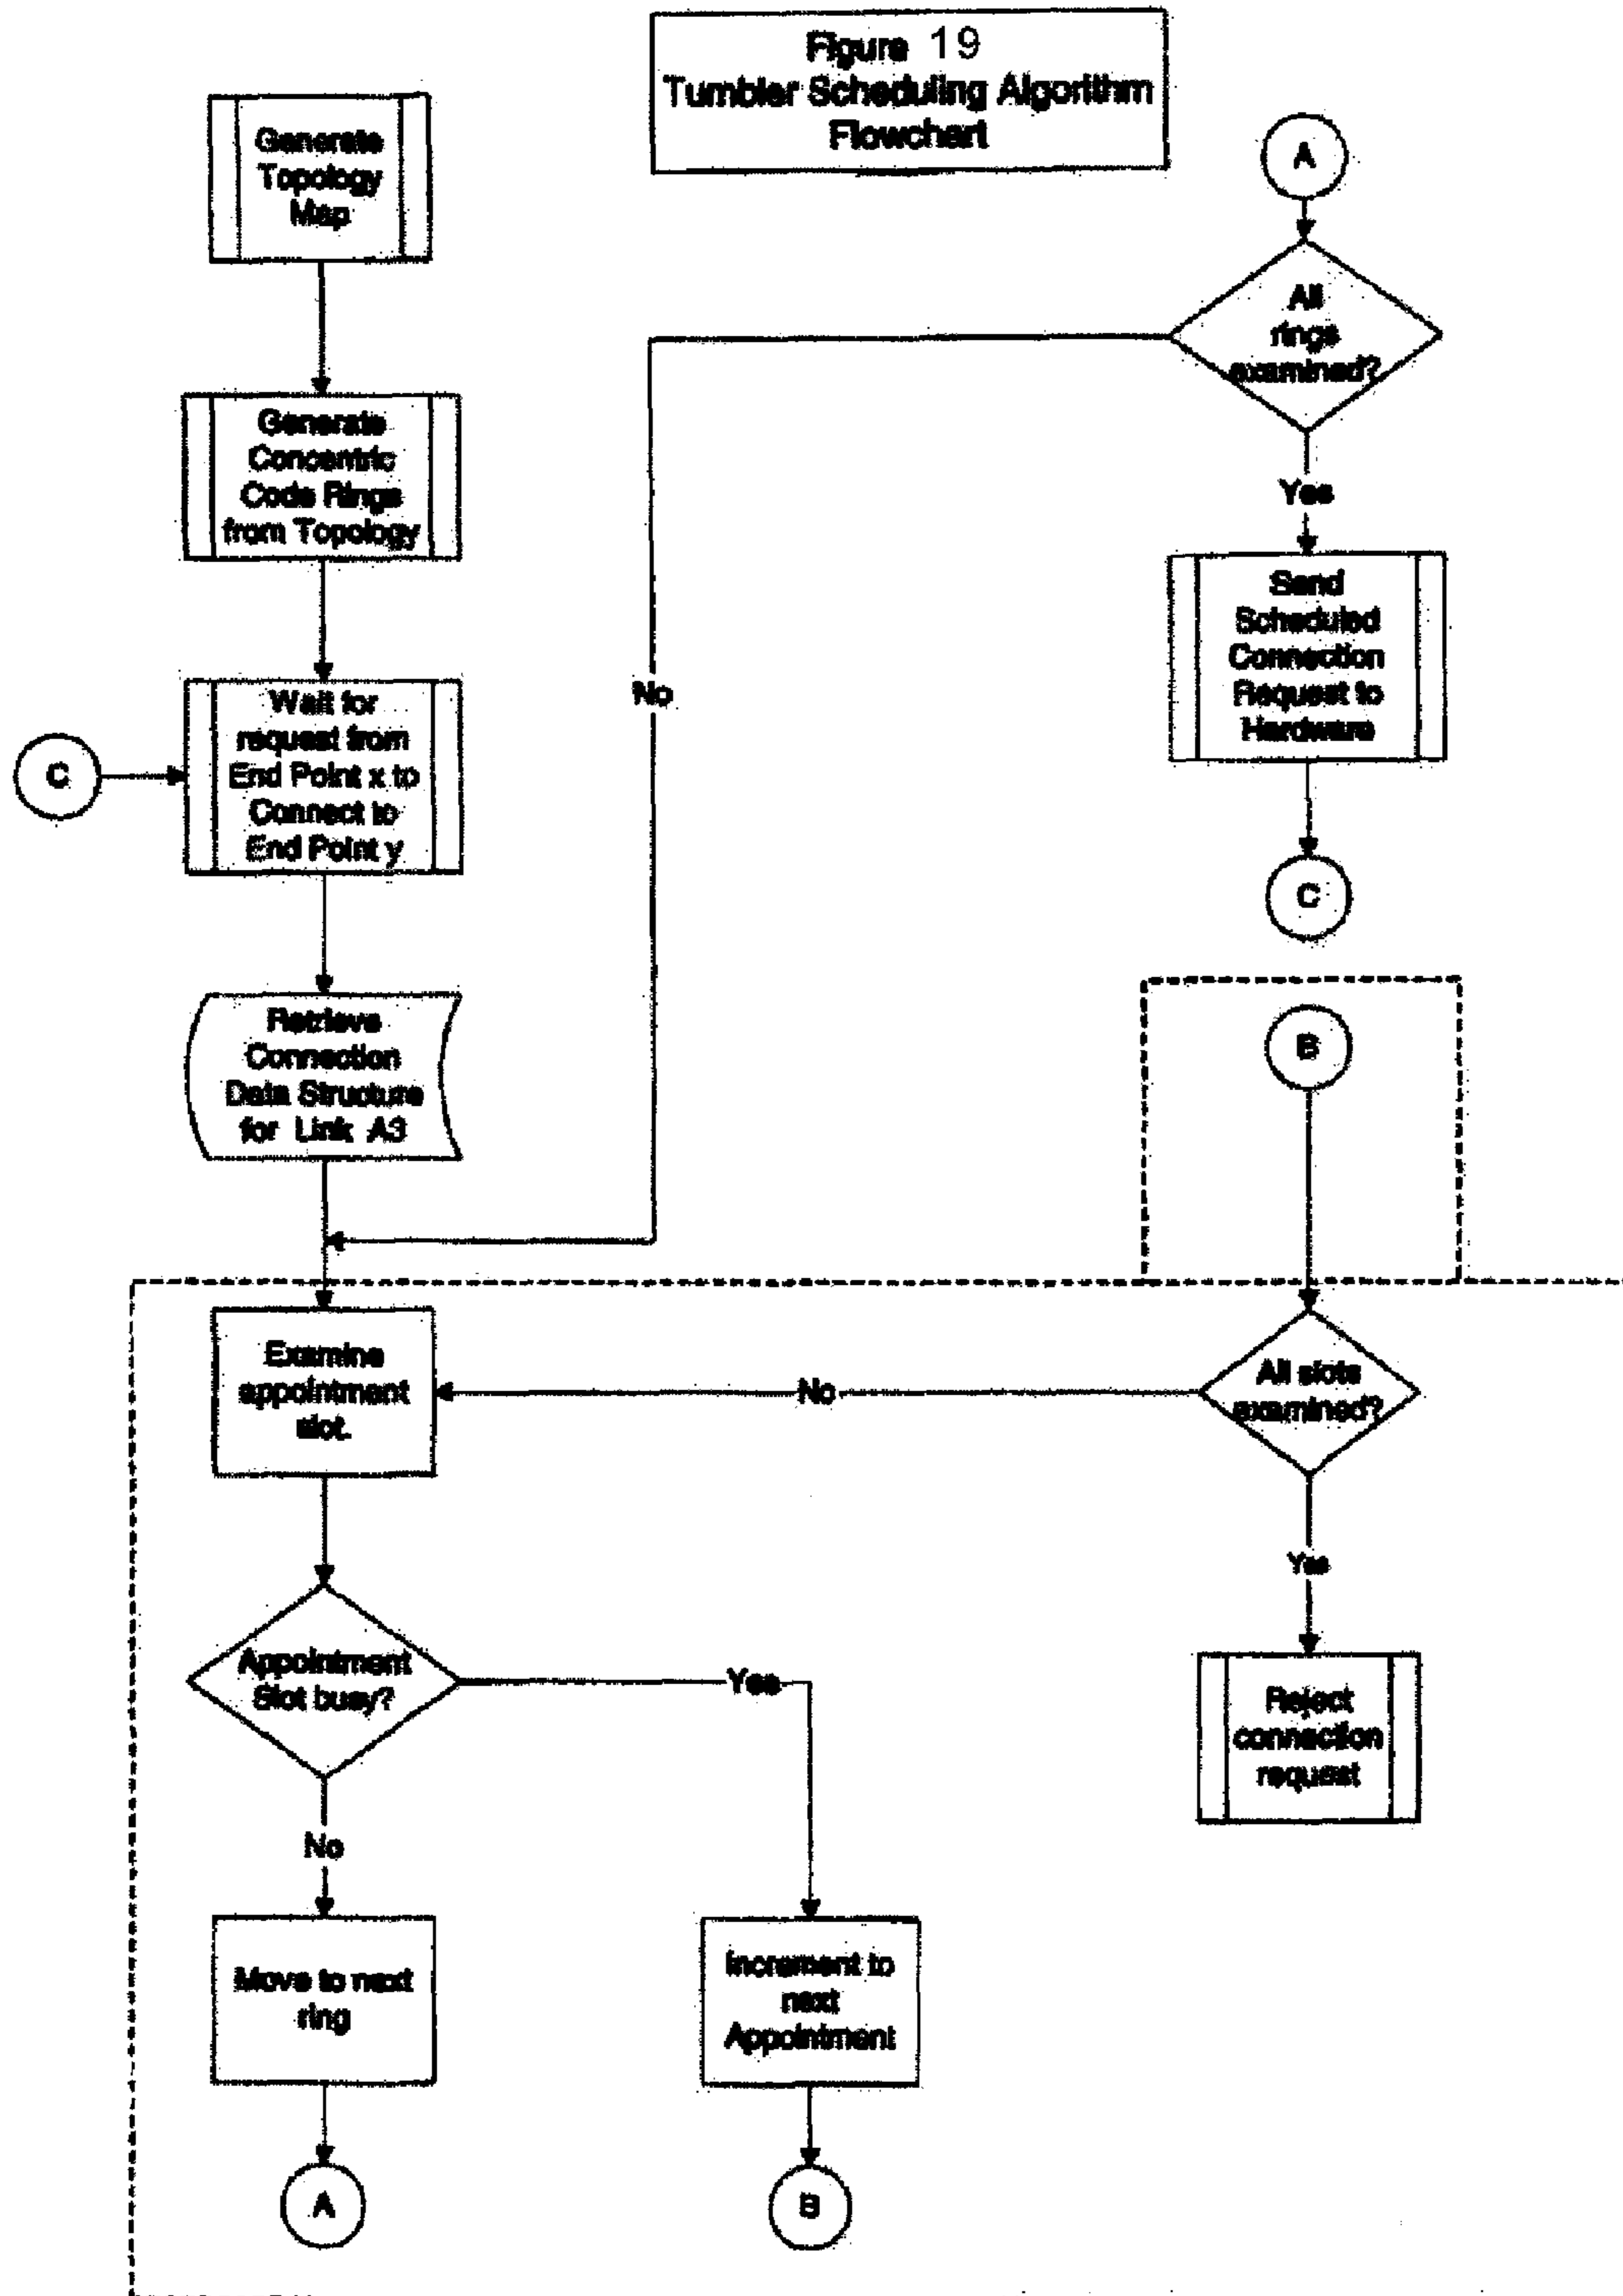 Figure 19
Tumbler Scheduling Algorithm
Flowchart
Generate
Topology
Map
Generate
Concentric
Code Rings
from Topology
C
Wait for
request from
End Point x to
Connect to
End Point y
Retrieve
Connection
Data Structure
for Link A3
A
All
rings
examined?
No
Yes
Send
Scheduled
Connection
Request to
Hardware
C
B
Examine
appointment
slot.
No
All slots
examined?
Yes
Reject
connection
request
Appointment
Slot busy?
Yes
No
Move to next
ring
Increment to
next
Appointment
A
B